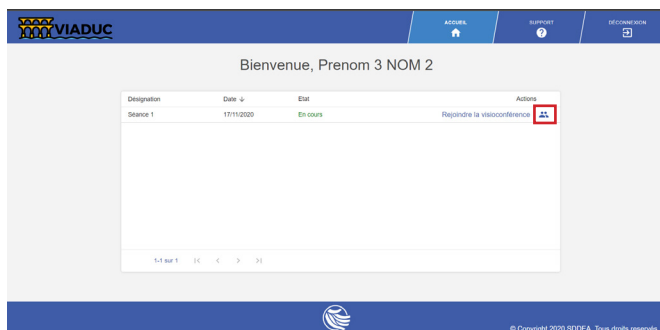 VIADUC
ACCUEIL
SUPPORT
DÉCONNEXION
Bienvenue, Prenom 3 NOM 2
Désignation Date ↓ Etat Actions
Séance 1 17/11/2020 En cours Rejoindre la visioconférence
1-1 sur 1 |< < > >|
© Copyright 2020 SDDEA. Tous droits reservés